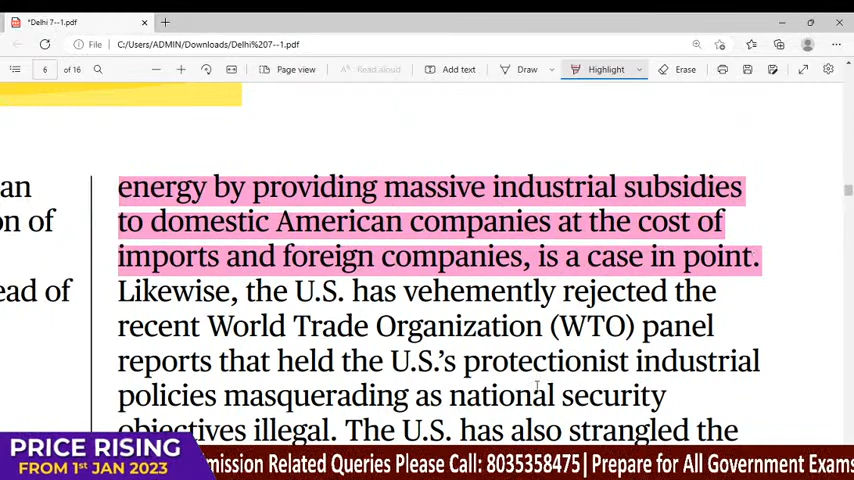 *Delhi 7--1.pdf
File C:/Users/ADMIN/Downloads/Delhi%207--1.pdf
6 of 16 Page view Read aloud Add text Draw Highlight Erase
an
on of
ead of
energy by providing massive industrial subsidies
to domestic American companies at the cost of
imports and foreign companies, is a case in point.
Likewise, the U.S. has vehemently rejected the
recent World Trade Organization (WTO) panel
reports that held the U.S.'s protectionist industrial
policies masquerading as national security
objectives illegal. The U.S. has also strangled the
PRICE RISING
FROM 1st JAN 2023
mission Related Queries Please Call: 8035358475| Prepare for All Government Exams